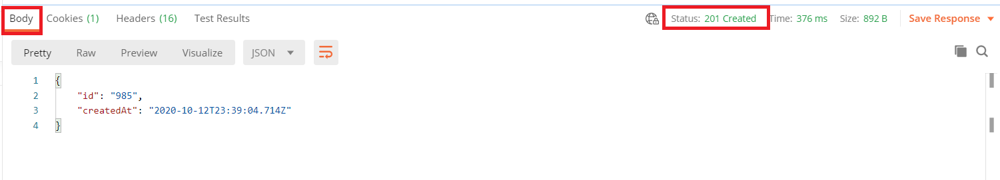 Body Cookies (1) Headers (16) Test Results Status: 201 Created Time: 376 ms Size: 892 B Save Response
Pretty Raw Preview Visualize JSON
1 {
2 "id": "985",
3 "createdAt": "2020-10-12T23:39:04.714Z"
4 }